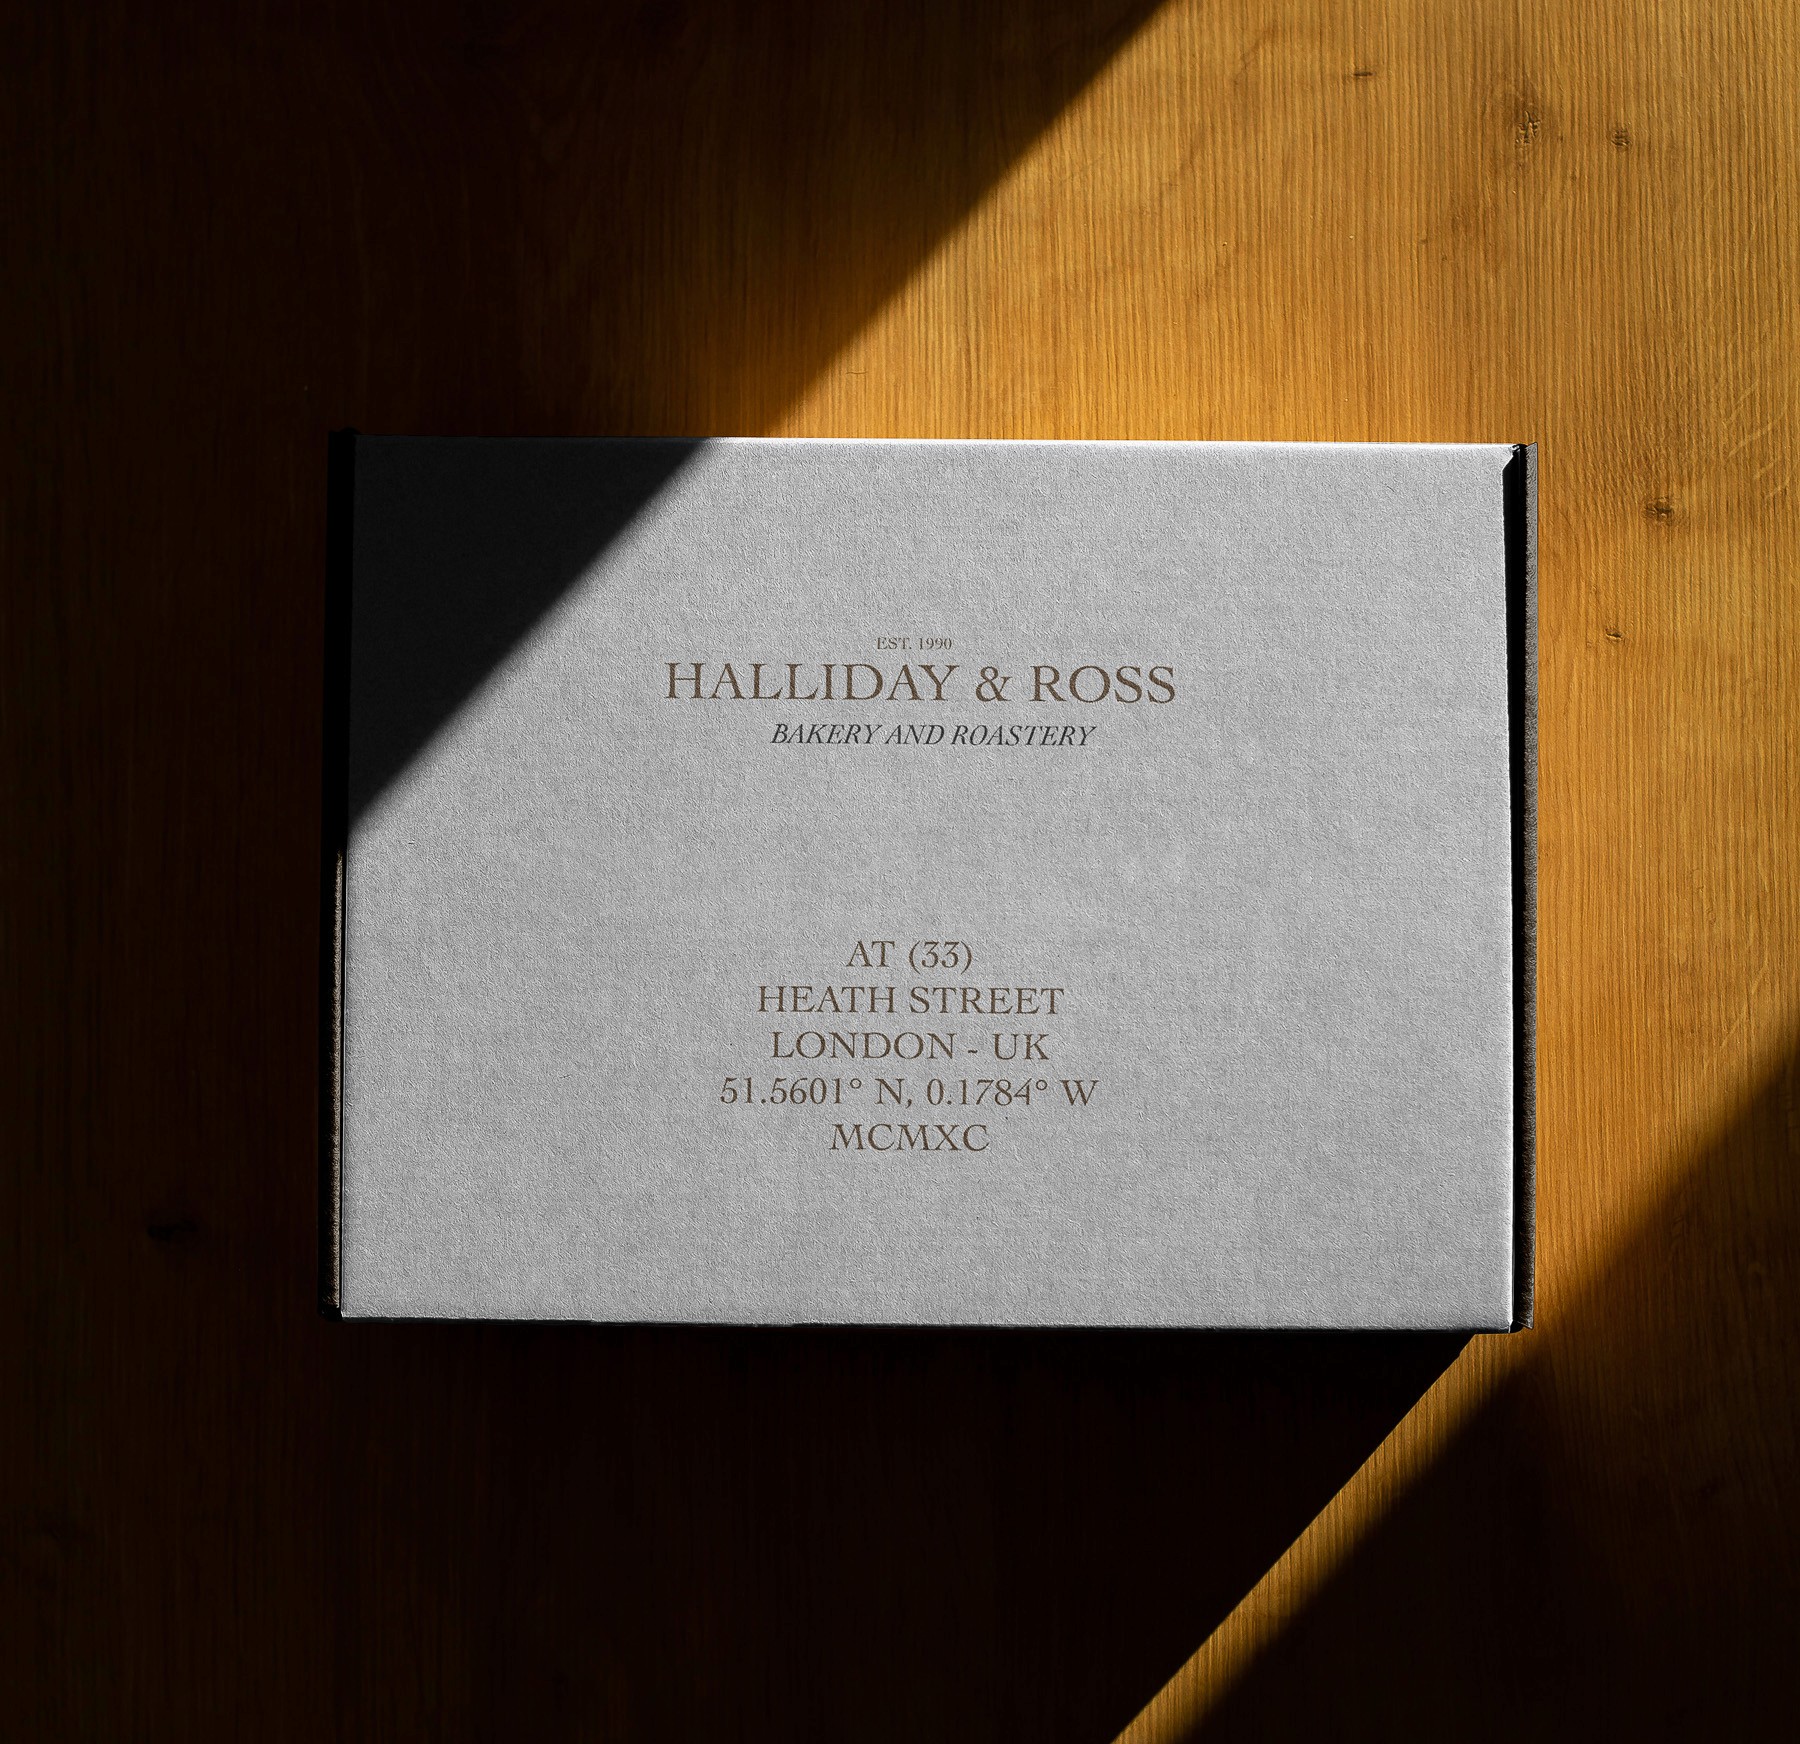 EST. 1990
HALLIDAY & ROSS
BAKERY AND ROASTERY
AT (33)
HEATH STREET
LONDON - UK
51.5601° N, 0.1784° W
MCMXC